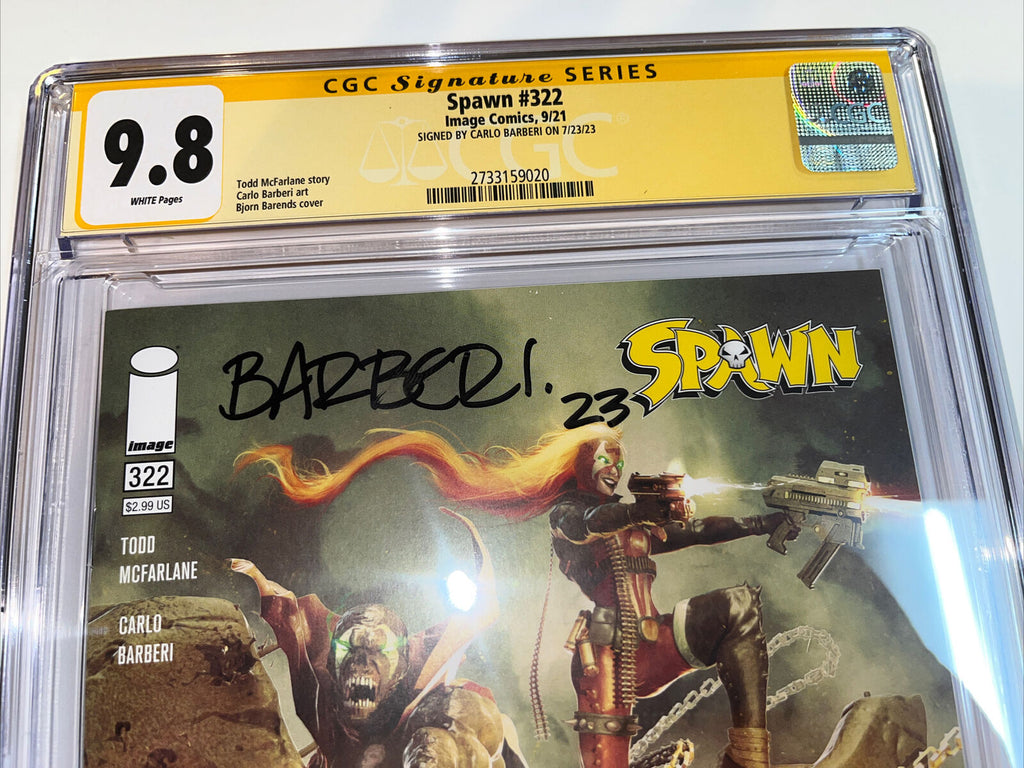 CGC Signature SERIES
Spawn #322
Image Comics, 9/21
SIGNED BY CARLO BARBERI ON 7/23/23
9.8
WHITE Pages
Todd McFarlane story
Carlo Barberi art
Bjorn Barends cover
CGC
2733159020
CGC
BARBERI.
23
SPAWN
image
322
$2.99 US
TODD
MCFARLANE
CARLO
BARBERI